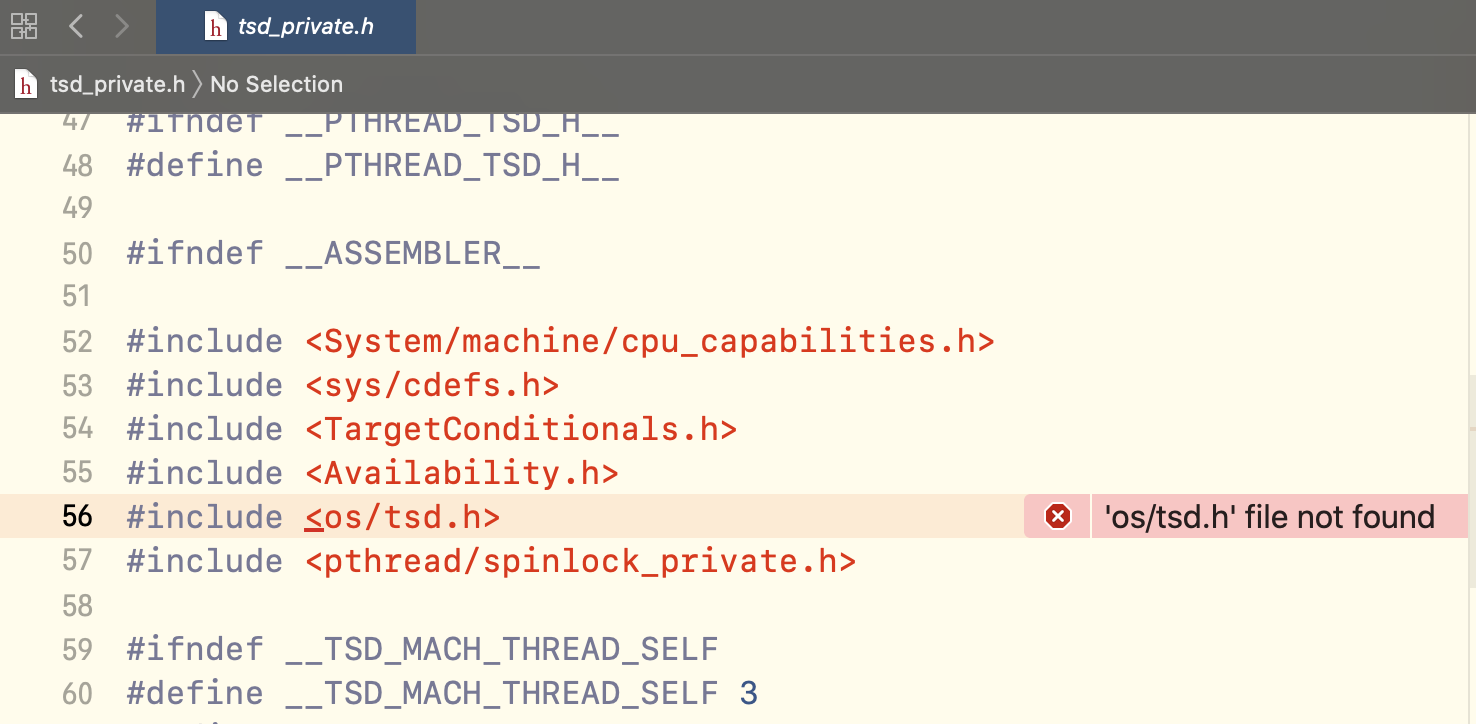 tsd_private.h
h tsd_private.h 〉 No Selection
47 #ifndef __PTHREAD_TSD_H__
48 #define __PTHREAD_TSD_H__
49
50 #ifndef __ASSEMBLER__
51
52 #include <System/machine/cpu_capabilities.h>
53 #include <sys/cdefs.h>
54 #include <TargetConditionals.h>
55 #include <Availability.h>
56 #include <os/tsd.h> 'os/tsd.h' file not found
57 #include <pthread/spinlock_private.h>
58
59 #ifndef __TSD_MACH_THREAD_SELF
60 #define __TSD_MACH_THREAD_SELF 3